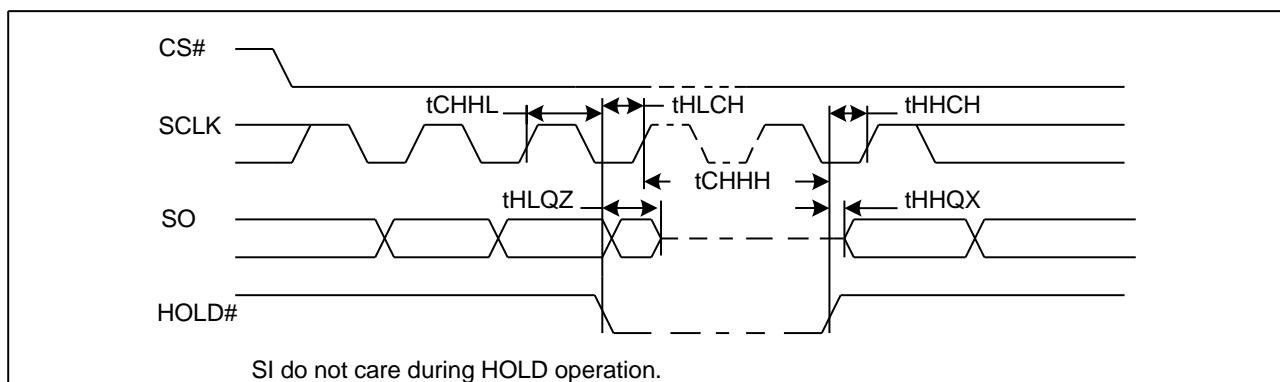 CS#
tCHHL
tHLCH
tHHCH
SCLK
tCHHH
tHLQZ
tHHQX
SO
HOLD#
SI do not care during HOLD operation.